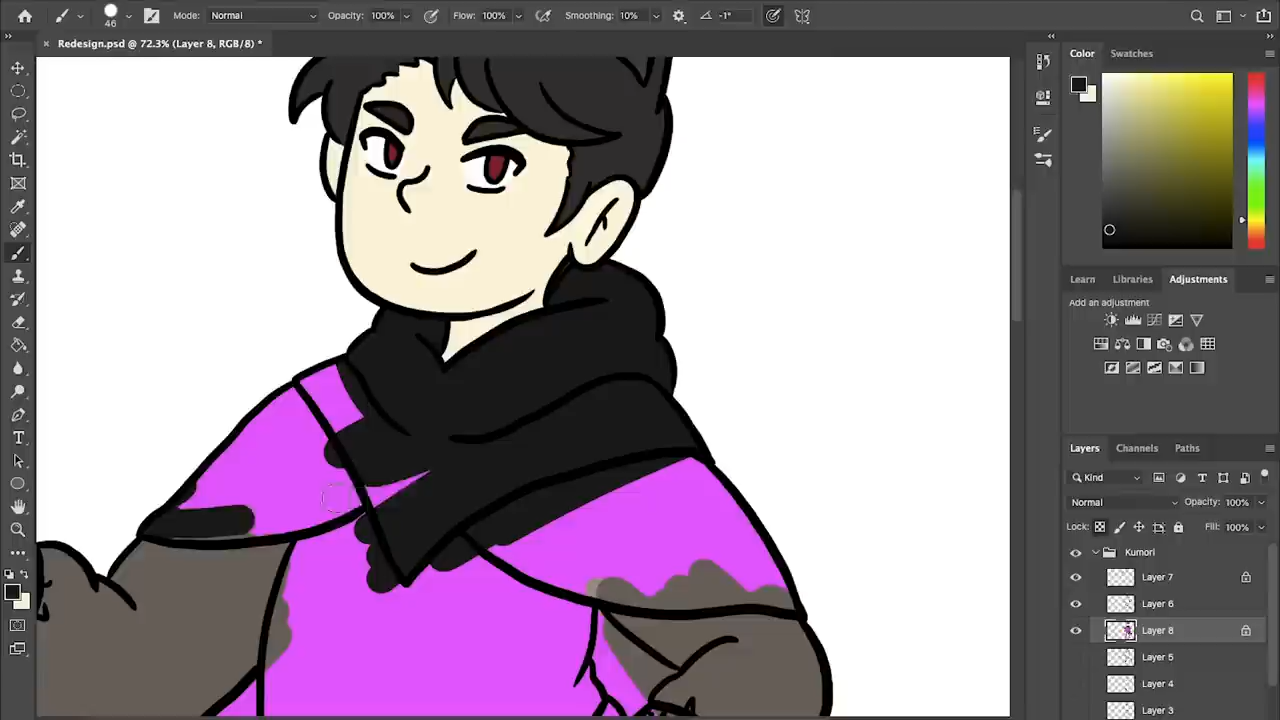 46
Mode: Normal
Opacity: 100%
Flow: 100%
Smoothing: 10%
-1°
Redesign.psd @ 72.3% (Layer 8, RGB/8) *
Color
Swatches
Learn
Libraries
Adjustments
Add an adjustment
Layers
Channels
Paths
Kind
Normal
Opacity: 100%
Lock:
Fill: 100%
Kumori
Layer 7
Layer 6
Layer 8
Layer 5
Layer 4
Layer 3